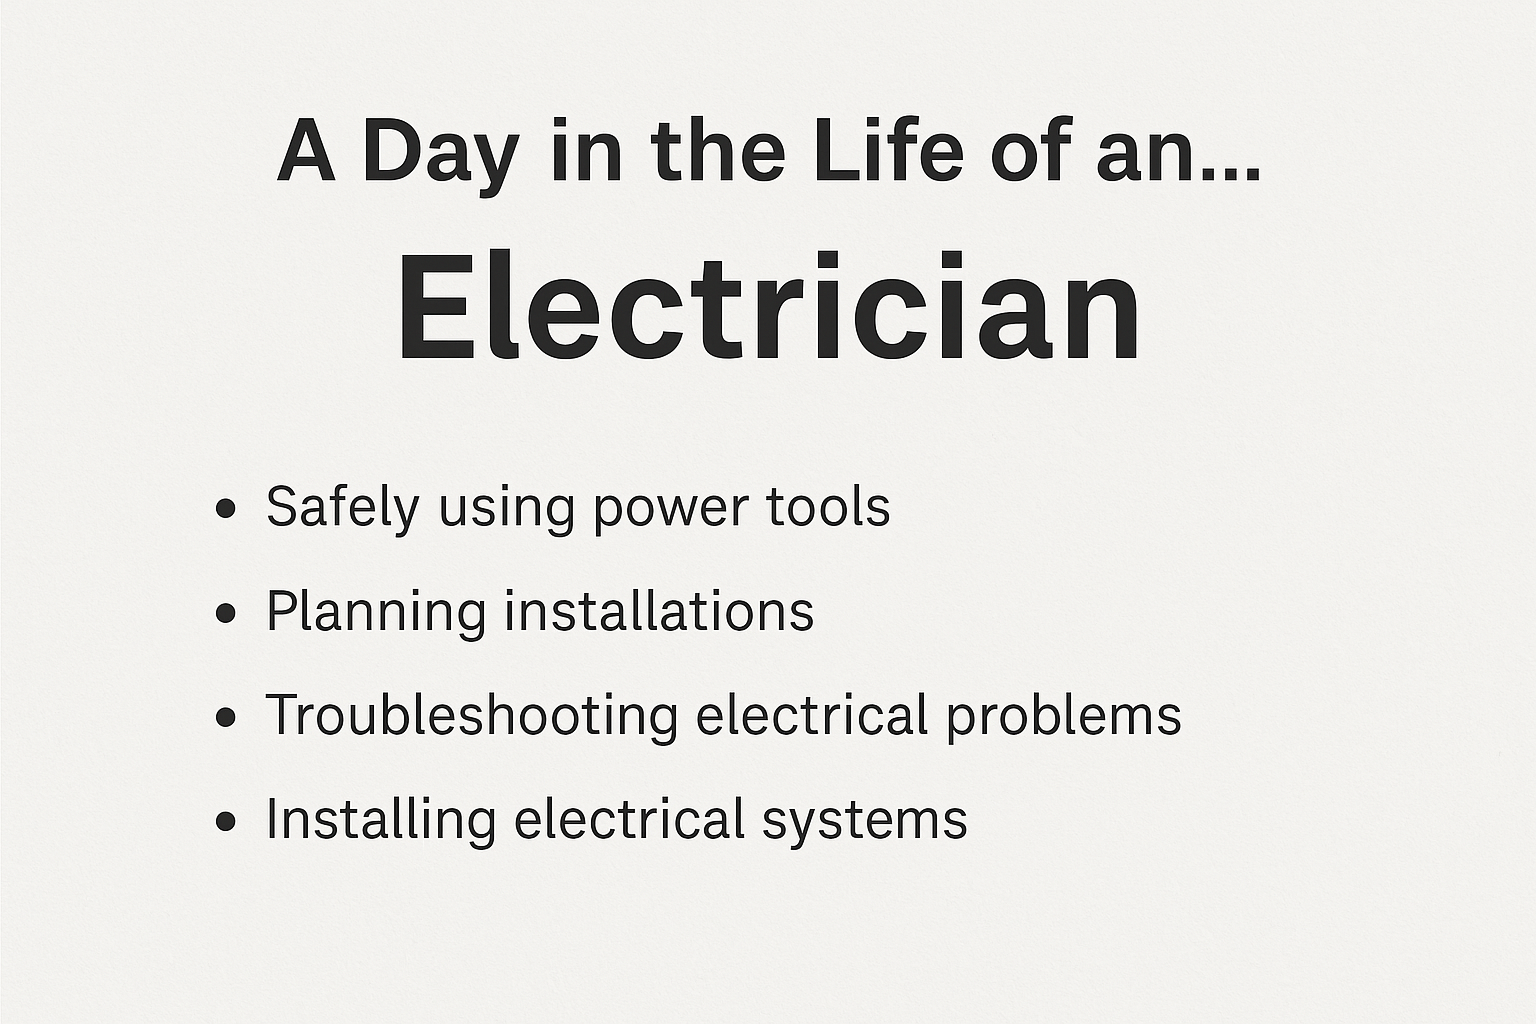 A Day in the Life of an...
Electrician
• Safely using power tools
• Planning installations
• Troubleshooting electrical problems
• Installing electrical systems